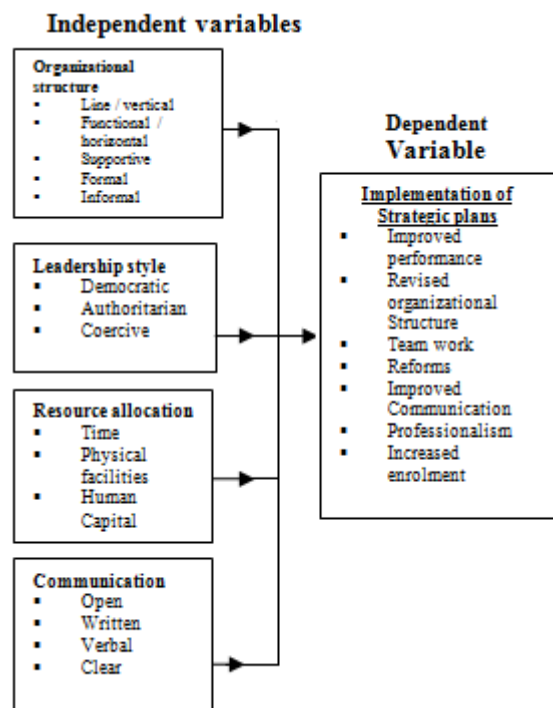 Independent variables
Organizational
structure
▪ Line / vertical
▪ Functional /
horizontal
▪ Supportive
▪ Formal
▪ Informal
Leadership style
▪ Democratic
▪ Authoritarian
▪ Coercive
Resource allocation
▪ Time
▪ Physical
facilities
▪ Human
Capital
Communication
▪ Open
▪ Written
▪ Verbal
▪ Clear
Dependent
Variable
Implementation of
Strategic plans
▪ Improved
performance
▪ Revised
organizational
Structure
▪ Team work
▪ Reforms
▪ Improved
Communication
▪ Professionalism
▪ Increased
enrolment